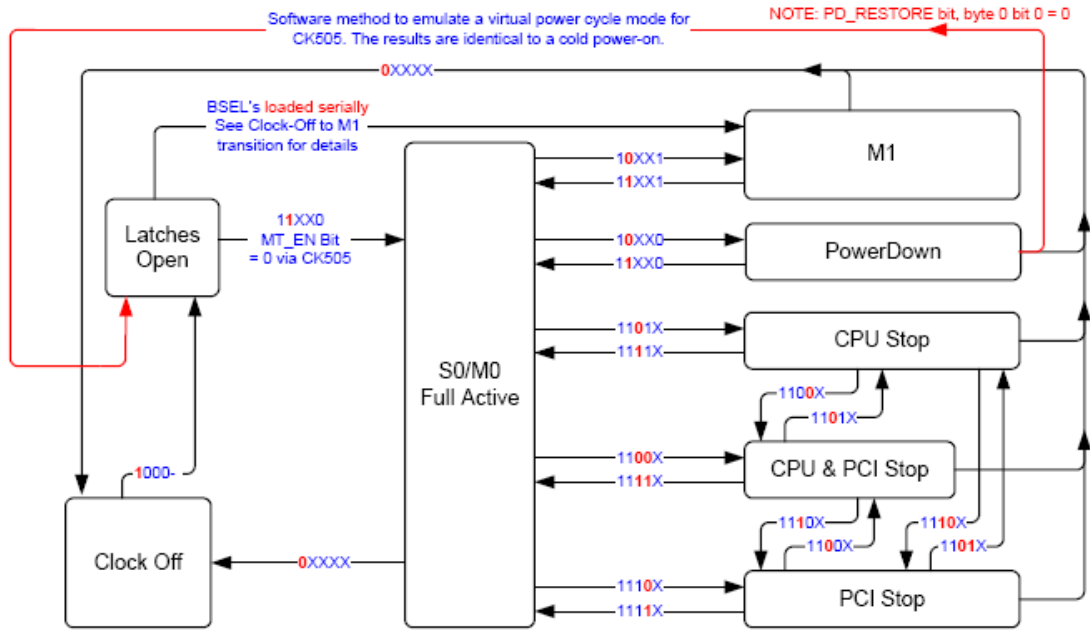 Software method to emulate a virtual power cycle mode for
CK505. The results are identical to a cold power-on.
NOTE: PD_RESTORE bit, byte 0 bit 0 = 0
0XXXX
BSEL's loaded serially
See Clock-Off to M1
transition for details
M1
10XX1
11XX1
Latches
Open
11XX0
MT_EN Bit
= 0 via CK505
10XX0
11XX0
PowerDown
S0/M0
Full Active
1101X
1111X
CPU Stop
1100X
1101X
1100X
1111X
CPU & PCI Stop
1000-
Clock Off
0XXXX
1110X
1100X
1110X
1101X
1110X
1111X
PCI Stop